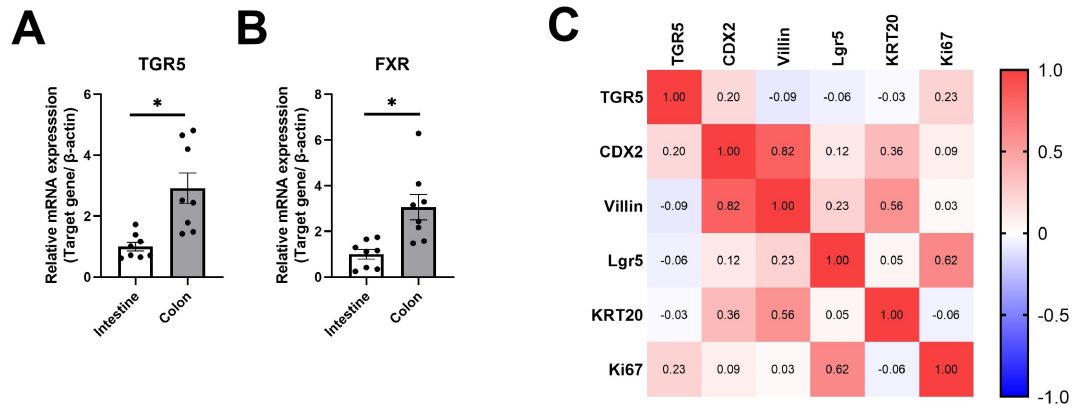 A
TGR5
Relative mRNA expresssion
(Target gene/ β-actin)
6
4
2
0
*
Intestine
Colon
B
FXR
Relative mRNA expresssion
(Target gene/ β-actin)
8
6
4
2
0
*
Intestine
Colon
C
TGR5 CDX2 Villin Lgr5 KRT20 Ki67
TGR5 1.00 0.20 -0.09 -0.06 -0.03 0.23
CDX2 0.20 1.00 0.82 0.12 0.36 0.09
Villin -0.09 0.82 1.00 0.23 0.56 0.03
Lgr5 -0.06 0.12 0.23 1.00 0.05 0.62
KRT20 -0.03 0.36 0.56 0.05 1.00 -0.06
Ki67 0.23 0.09 0.03 0.62 -0.06 1.00
1.0
0.5
0
-0.5
-1.0